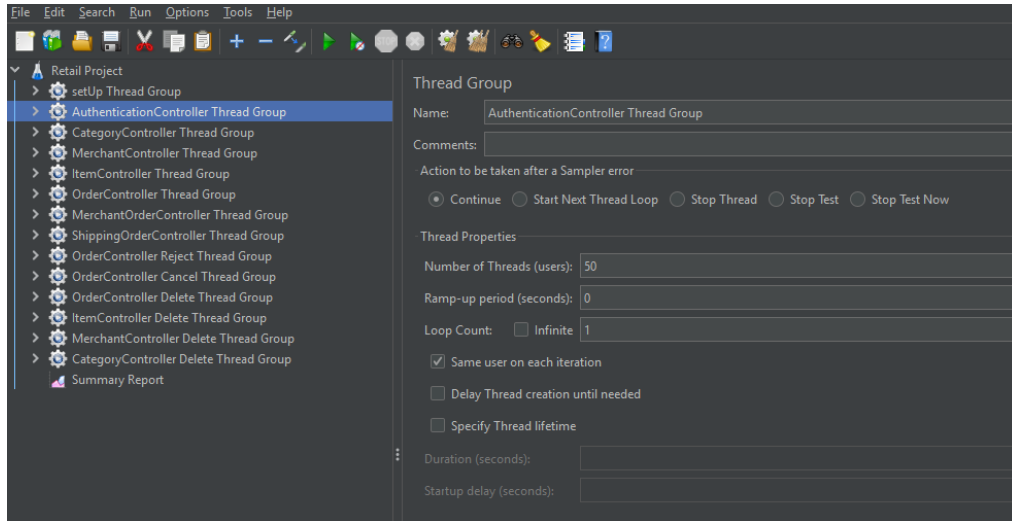 File Edit Search Run Options Tools Help
Retail Project
setUp Thread Group
AuthenticationController Thread Group
CategoryController Thread Group
MerchantController Thread Group
ItemController Thread Group
OrderController Thread Group
MerchantOrderController Thread Group
ShippingOrderController Thread Group
OrderController Reject Thread Group
OrderController Cancel Thread Group
OrderController Delete Thread Group
ItemController Delete Thread Group
MerchantController Delete Thread Group
CategoryController Delete Thread Group
Summary Report
Thread Group
Name: AuthenticationController Thread Group
Comments:
Action to be taken after a Sampler error
Continue Start Next Thread Loop Stop Thread Stop Test Stop Test Now
Thread Properties
Number of Threads (users): 50
Ramp-up period (seconds): 0
Loop Count: Infinite 1
Same user on each iteration
Delay Thread creation until needed
Specify Thread lifetime
Duration (seconds):
Startup delay (seconds):